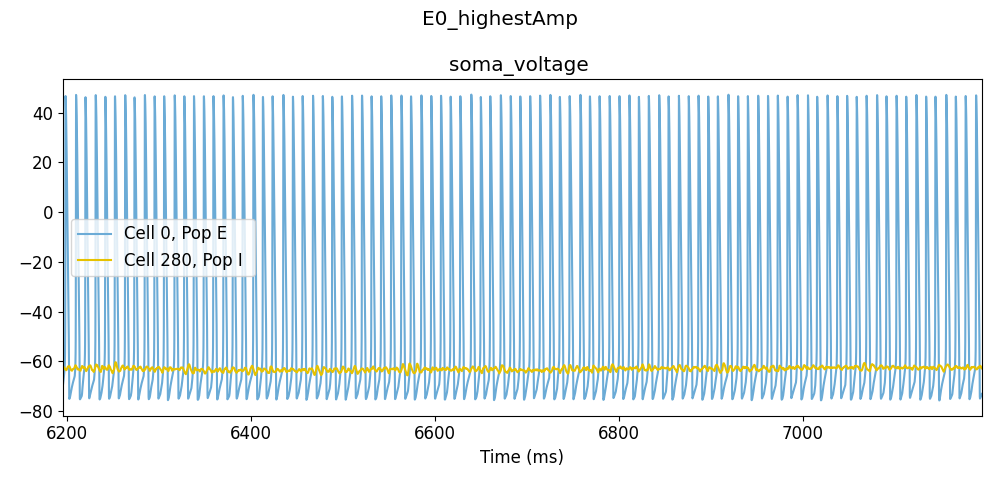 E0_highestAmp
soma_voltage
40
20
0
−20
−40
−60
−80
Cell 0, Pop E
Cell 280, Pop I
6200
6400
6600
6800
7000
Time (ms)